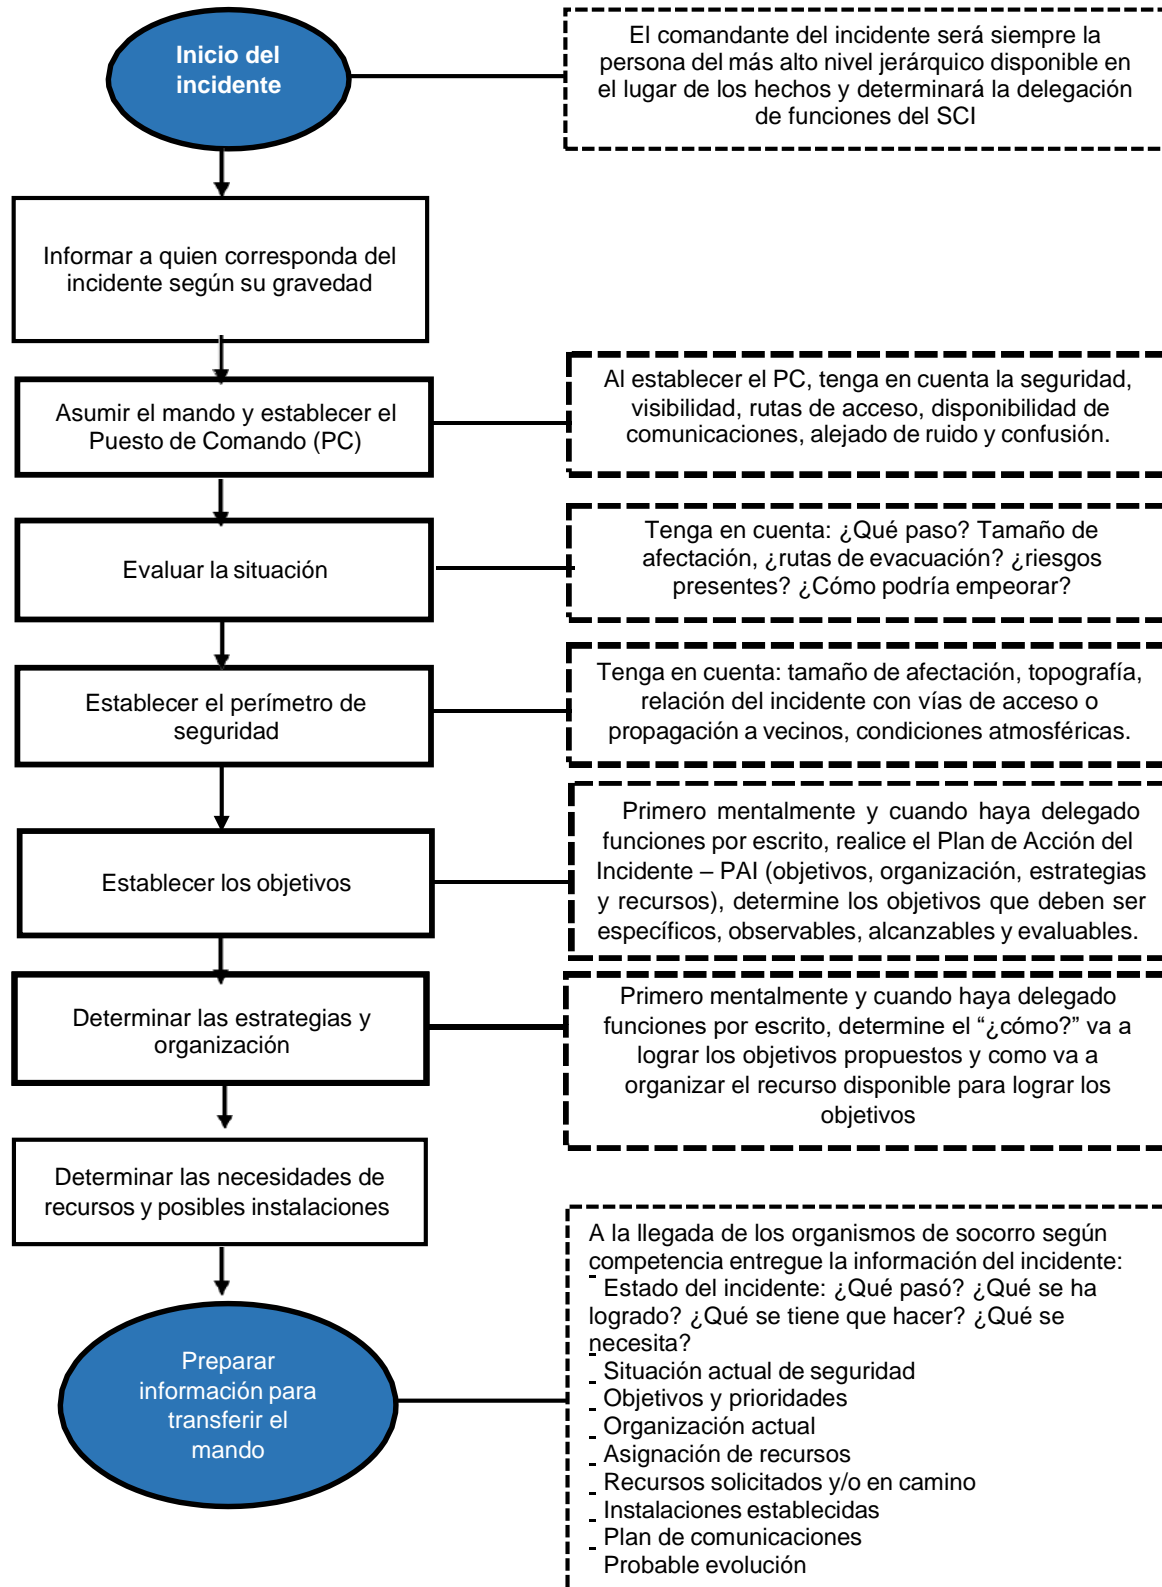 Inicio del
incidente
El comandante del incidente será siempre la
persona del más alto nivel jerárquico disponible en
el lugar de los hechos y determinará la delegación
de funciones del SCI
Informar a quien corresponda del
incidente según su gravedad
Asumir el mando y establecer el
Puesto de Comando (PC)
Al establecer el PC, tenga en cuenta la seguridad,
visibilidad, rutas de acceso, disponibilidad de
comunicaciones, alejado de ruido y confusión.
Evaluar la situación
Tenga en cuenta: ¿Qué paso? Tamaño de
afectación, ¿rutas de evacuación? ¿riesgos
presentes? ¿Cómo podría empeorar?
Establecer el perímetro de
seguridad
Tenga en cuenta: tamaño de afectación, topografía,
relación del incidente con vías de acceso o
propagación a vecinos, condiciones atmosféricas.
Establecer los objetivos
Primero mentalmente y cuando haya delegado
funciones por escrito, realice el Plan de Acción del
Incidente – PAI (objetivos, organización, estrategias
y recursos), determine los objetivos que deben ser
específicos, observables, alcanzables y evaluables.
Determinar las estrategias y
organización
Primero mentalmente y cuando haya delegado
funciones por escrito, determine el “¿cómo?” va a
lograr los objetivos propuestos y como va a
organizar el recurso disponible para lograr los
objetivos
Determinar las necesidades de
recursos y posibles instalaciones
Preparar
información para
transferir el
mando
A la llegada de los organismos de socorro según
competencia entregue la información del incidente:
- Estado del incidente: ¿Qué pasó? ¿Qué se ha
logrado? ¿Qué se tiene que hacer? ¿Qué se
necesita?
- Situación actual de seguridad
- Objetivos y prioridades
- Organización actual
- Asignación de recursos
- Recursos solicitados y/o en camino
- Instalaciones establecidas
- Plan de comunicaciones
- Probable evolución